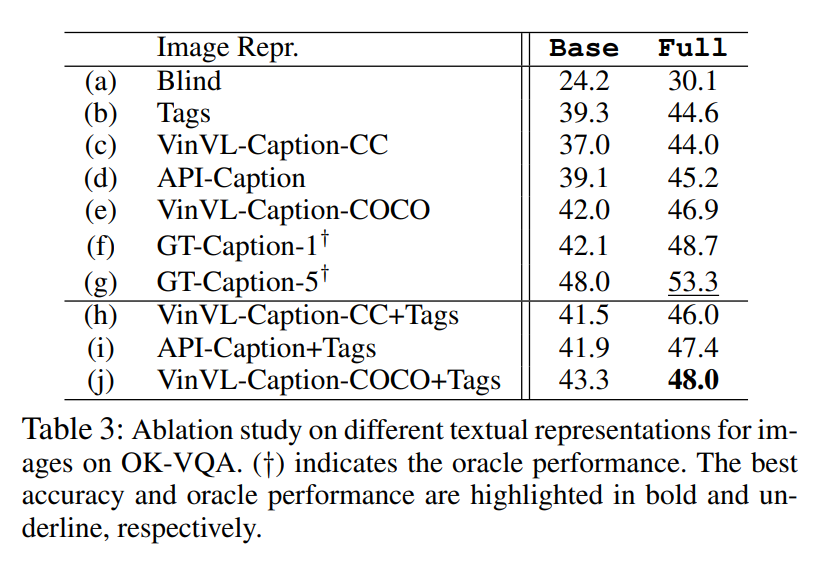 Image Repr. Base Full
(a) Blind 24.2 30.1
(b) Tags 39.3 44.6
(c) VinVL-Caption-CC 37.0 44.0
(d) API-Caption 39.1 45.2
(e) VinVL-Caption-COCO 42.0 46.9
(f) GT-Caption-1† 42.1 48.7
(g) GT-Caption-5† 48.0 53.3
(h) VinVL-Caption-CC+Tags 41.5 46.0
(i) API-Caption+Tags 41.9 47.4
(j) VinVL-Caption-COCO+Tags 43.3 48.0
Table 3: Ablation study on different textual representations for im-
ages on OK-VQA. (†) indicates the oracle performance. The best
accuracy and oracle performance are highlighted in bold and un-
derline, respectively.